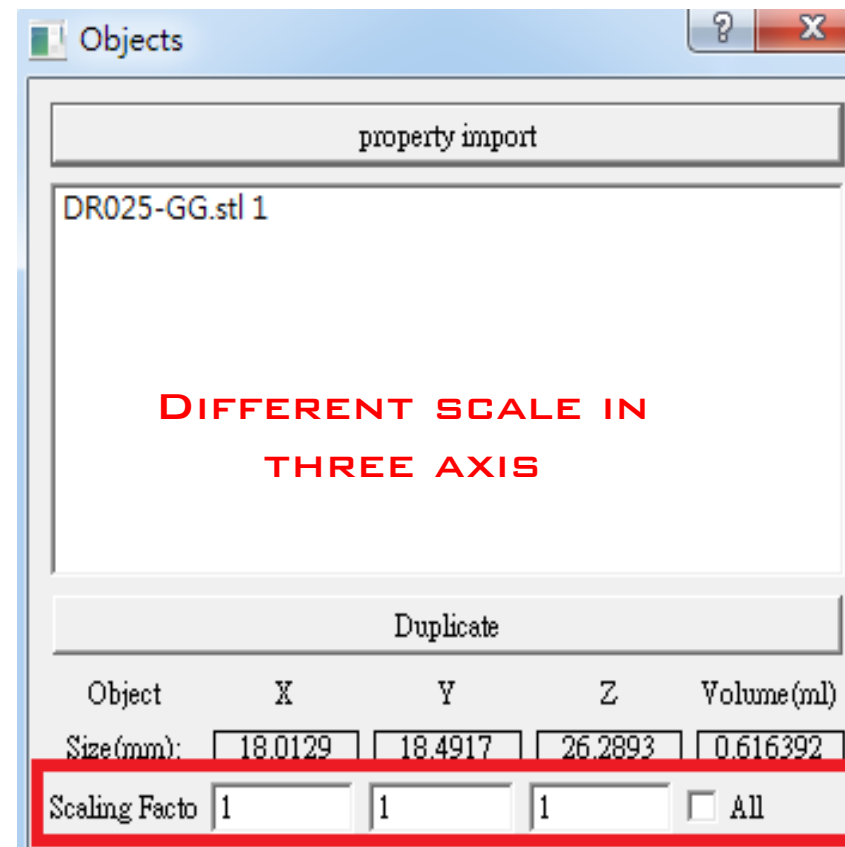 Objects
? X
property import
DR025-GG.stl 1
DIFFERENT SCALE IN
THREE AXIS
Duplicate
Object X Y Z Volume(ml)
Size(mm): 18.0129 18.4917 26.2893 0.616392
Scaling Facto 1 1 1 All